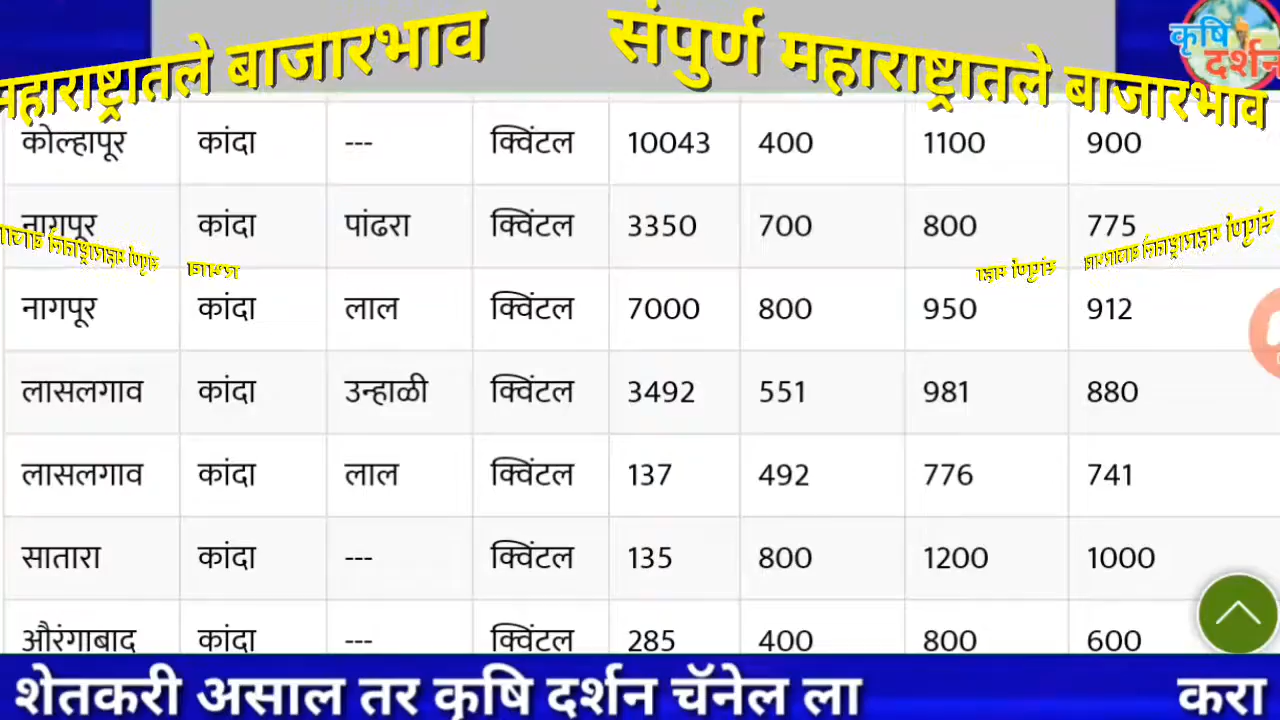 महाराष्ट्रातले बाजारभाव संपुर्ण महाराष्ट्रातले बाजारभाव
कृषि
दर्शन
कोल्हापूर कांदा --- क्विंटल 10043 400 1100 900
नागपूर कांदा पांढरा क्विंटल 3350 700 800 775
नागपूर कांदा लाल क्विंटल 7000 800 950 912
लासलगाव कांदा उन्हाळी क्विंटल 3492 551 981 880
लासलगाव कांदा लाल क्विंटल 137 492 776 741
सातारा कांदा --- क्विंटल 135 800 1200 1000
औरंगाबाद कांदा --- क्विंटल 285 400 800 600
शेतकरी असाल तर कृषि दर्शन चॅनेल ला करा